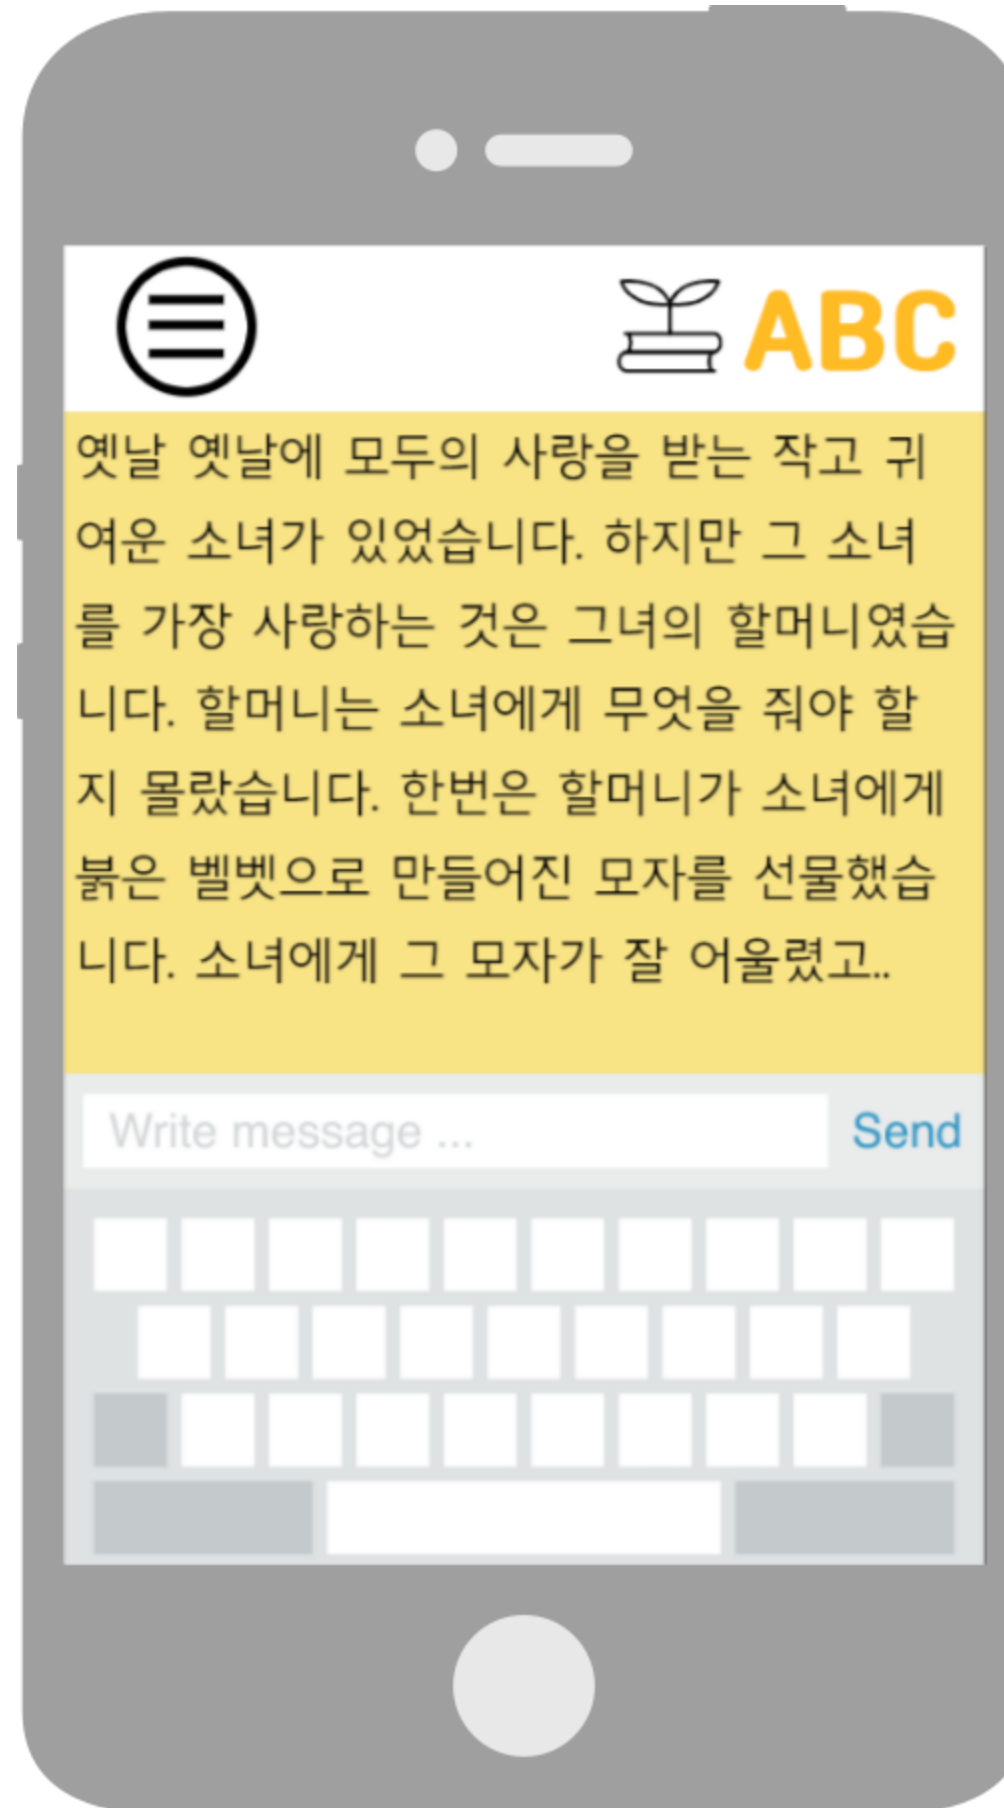 ABC
옛날 옛날에 모두의 사랑을 받는 작고 귀
여운 소녀가 있었습니다. 하지만 그 소녀
를 가장 사랑하는 것은 그녀의 할머니였습
니다. 할머니는 소녀에게 무엇을 줘야 할
지 몰랐습니다. 한번은 할머니가 소녀에게
붉은 벨벳으로 만들어진 모자를 선물했습
니다. 소녀에게 그 모자가 잘 어울렸고..
Write message ... Send